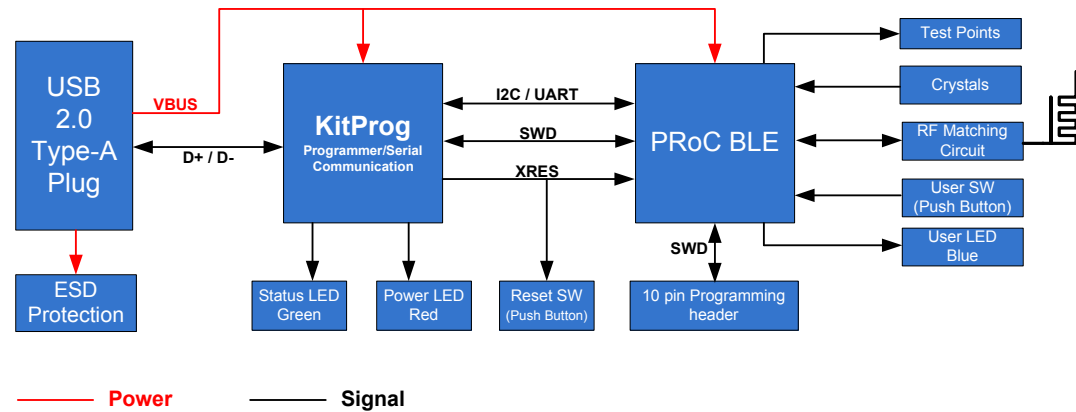 USB
2.0
Type-A
Plug
VBUS
D+ / D-
ESD
Protection
KitProg
Programmer/Serial
Communication
I2C / UART
SWD
XRES
Status LED
Green
Power LED
Red
Reset SW
(Push Button)
PRoC BLE
SWD
10 pin Programming
header
Test Points
Crystals
RF Matching
Circuit
User SW
(Push Button)
User LED
Blue
Power
Signal